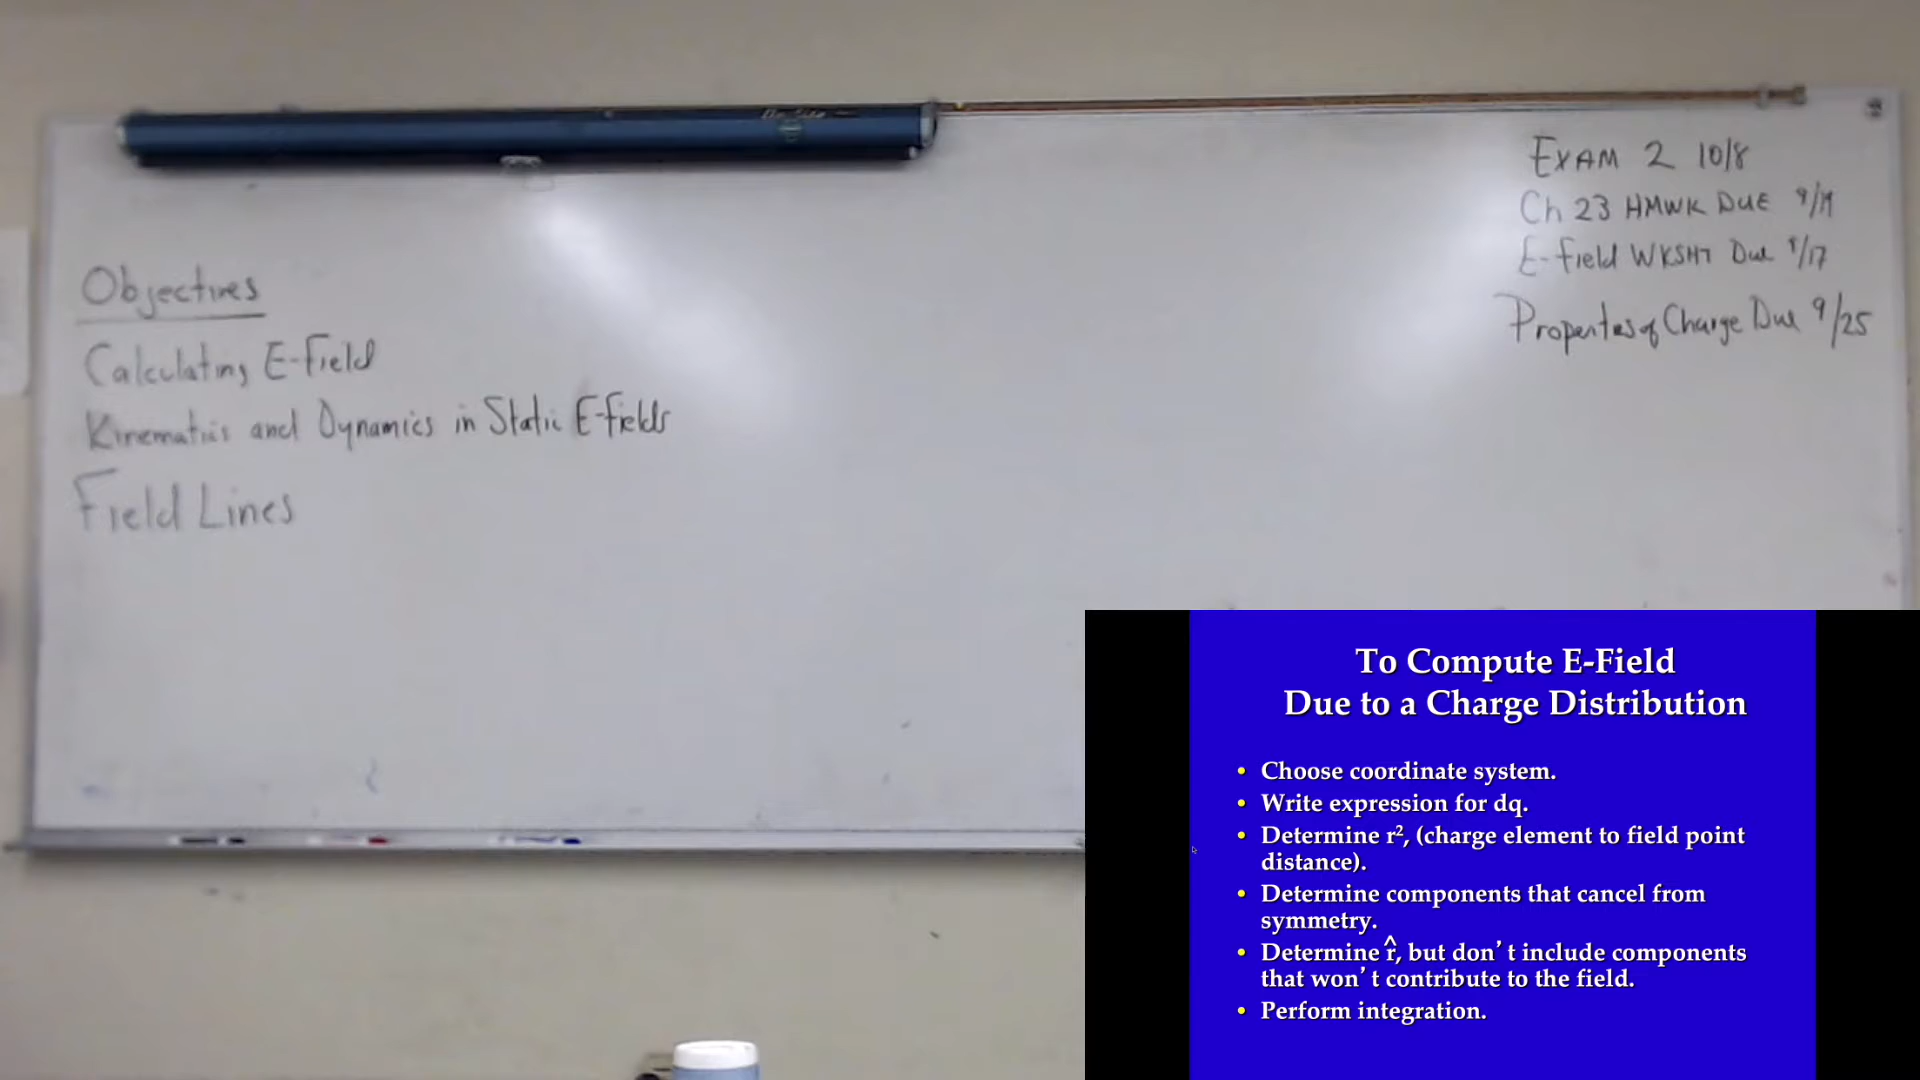 EXAM 2 10/8
Ch 23 HMWK DUE 9/19
E-Field WKSHT Due 9/17
Properties of Charge Due 9/25
Objectives
Calculating E-Field
Kinematics and Dynamics in Static E-Fields
Field Lines
To Compute E-Field
Due to a Charge Distribution
• Choose coordinate system.
• Write expression for dq.
• Determine r², (charge element to field point
distance).
• Determine components that cancel from
symmetry.
• Determine r̂, but don’t include components
that won’t contribute to the field.
• Perform integration.